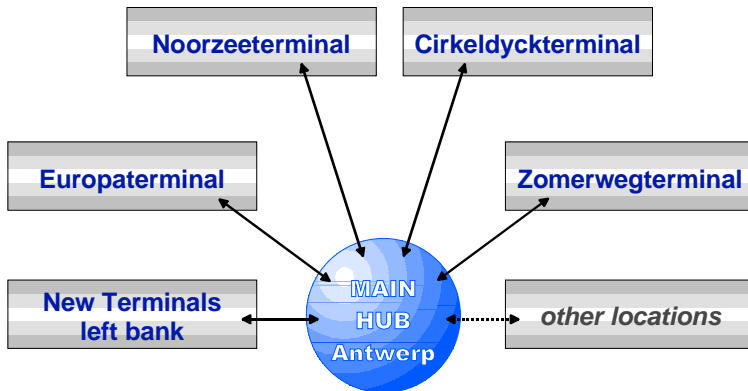 Noorzeeterminal
Cirkeldyckterminal
Europaterminal
Zomerwegterminal
New Terminals
left bank
MAIN
HUB
Antwerp
other locations